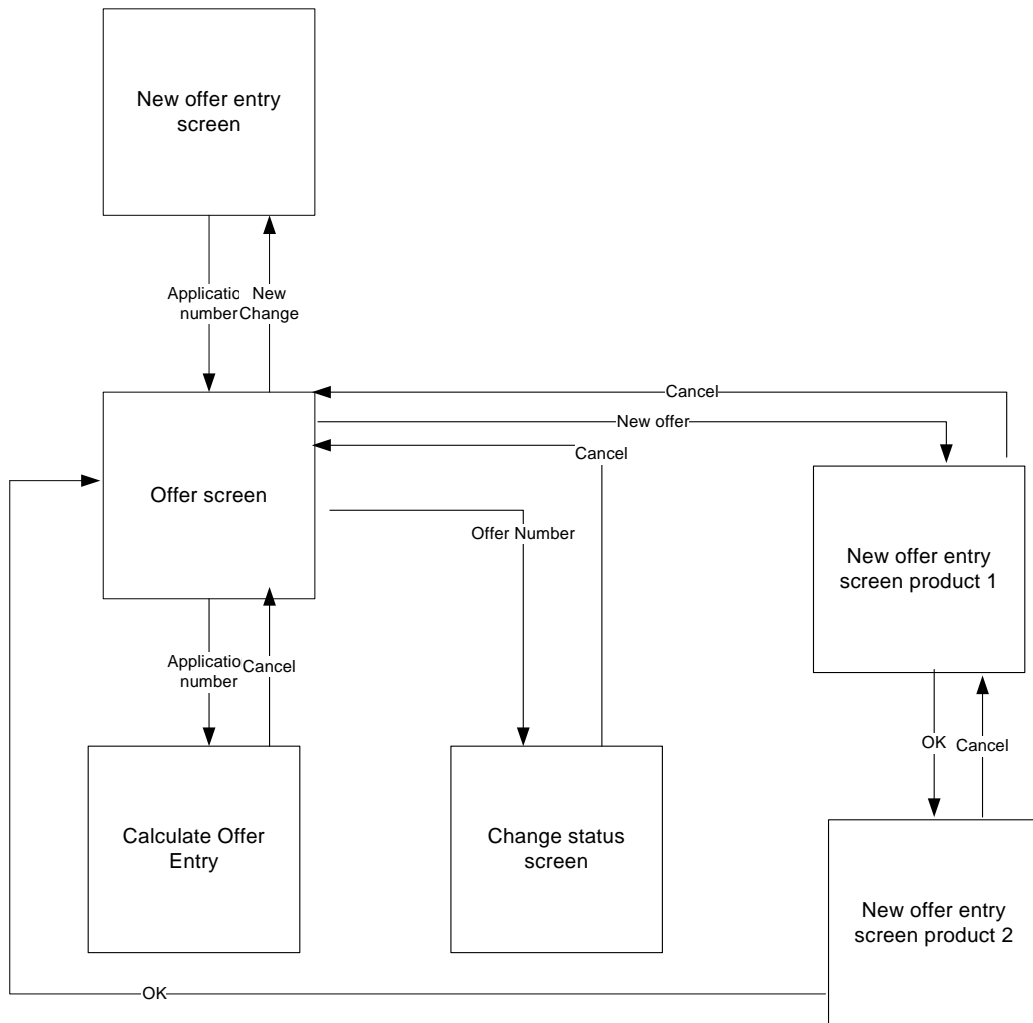 New offer entry
screen
Applicatio
number
New
Change
Cancel
New offer
Cancel
Offer screen
Offer Number
New offer entry
screen product 1
Applicatio
number
Cancel
OK
Cancel
Calculate Offer
Entry
Change status
screen
New offer entry
screen product 2
OK